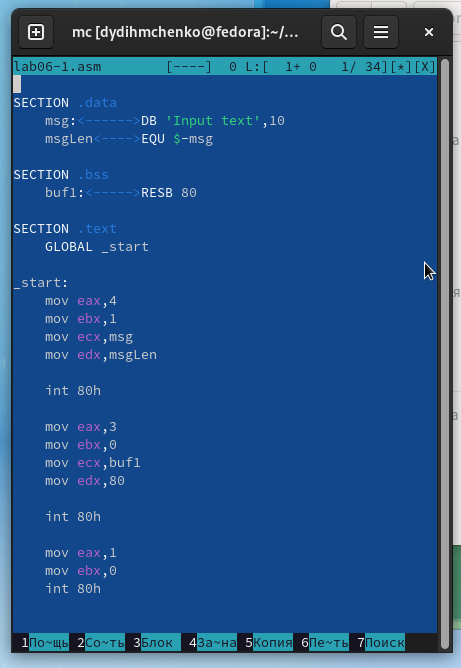 mc [dydihmchenko@fedora]:~/...
lab06-1.asm [----] 0 L:[ 1+ 0 1/ 34][*][X]
SECTION .data
msg:<------>DB 'Input text',10
msgLen<---->EQU $-msg
SECTION .bss
buf1:<----->RESB 80
SECTION .text
GLOBAL _start
_start:
mov eax,4
mov ebx,1
mov ecx,msg
mov edx,msgLen
int 80h
mov eax,3
mov ebx,0
mov ecx,buf1
mov edx,80
int 80h
mov eax,1
mov ebx,0
int 80h
1По~щь 2Со~ть 3Блок 4За~на 5Копия 6Пе~ть 7Поиск